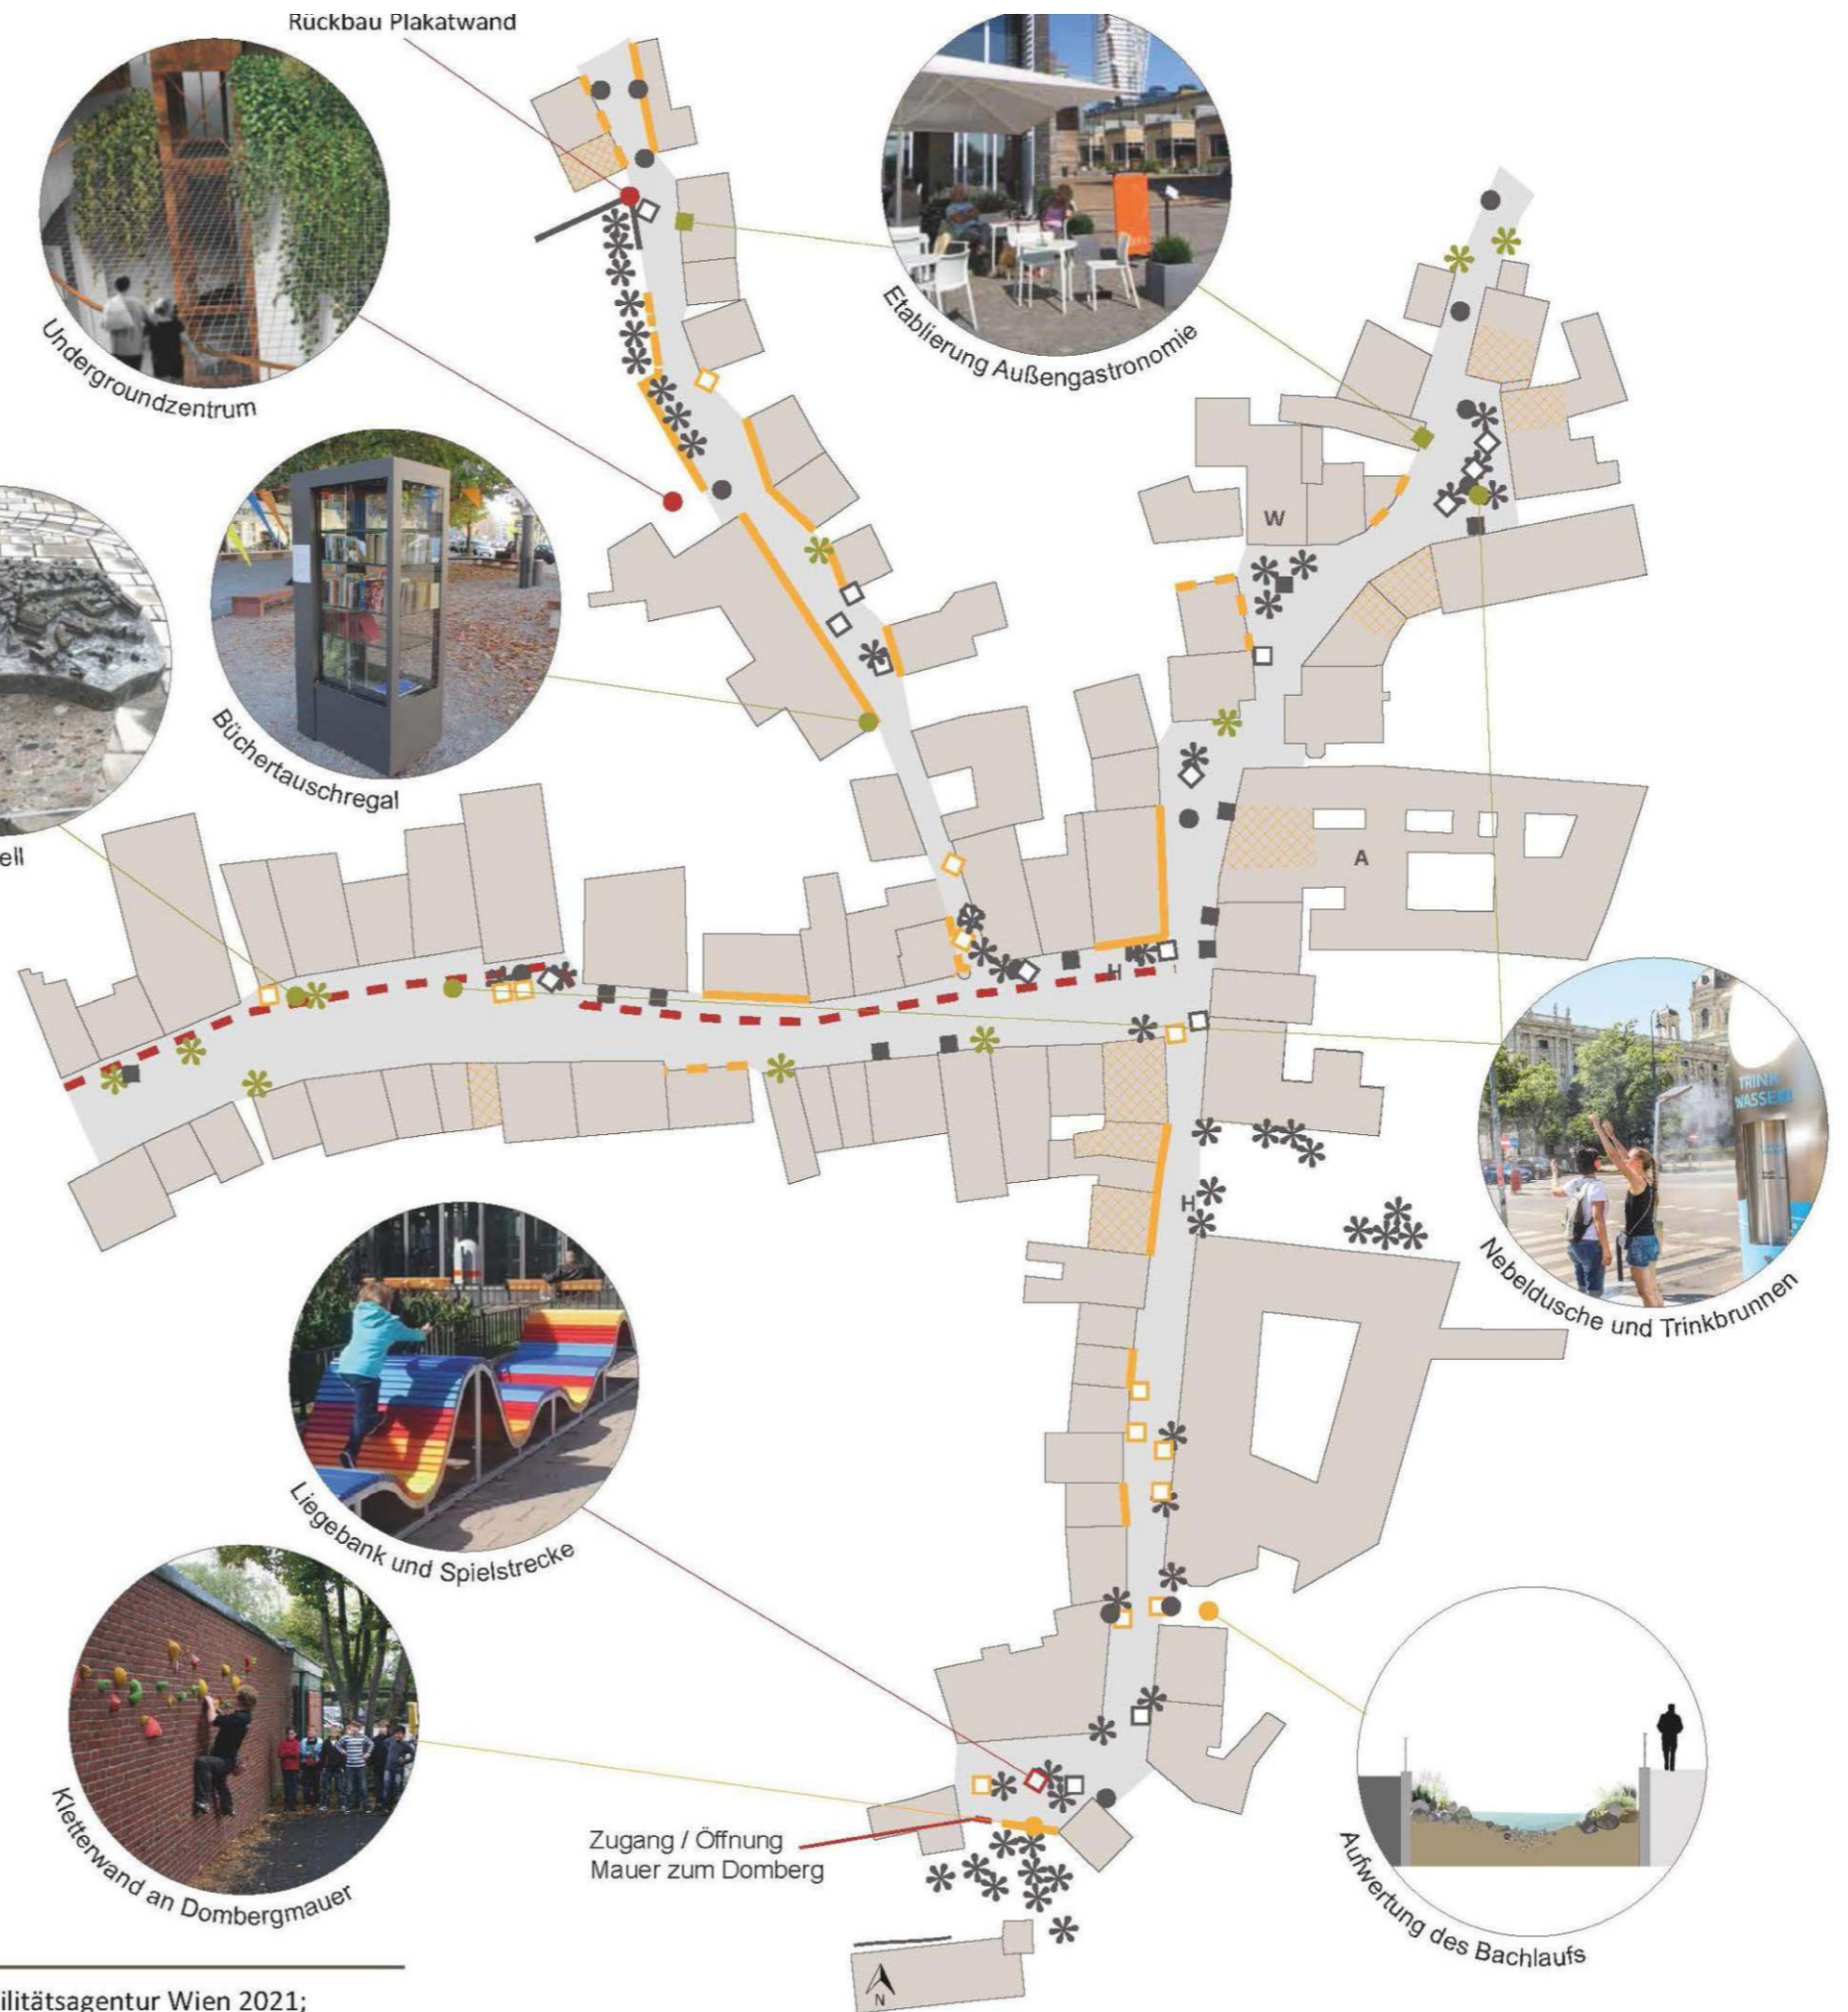 Rückbau Plakatwand
Undergroundzentrum
Etablierung Außengastronomie
Büchertauschregal
ell
W
A
H
H
TRINK
WASSER!
Nebeldusche und Trinkbrunnen
Liegebank und Spielstrecke
Kletterwand an Dombergmauer
Zugang / Öffnung
Mauer zum Domberg
Aufwertung des Bachlaufs
N
ilitätsagentur Wien 2021;